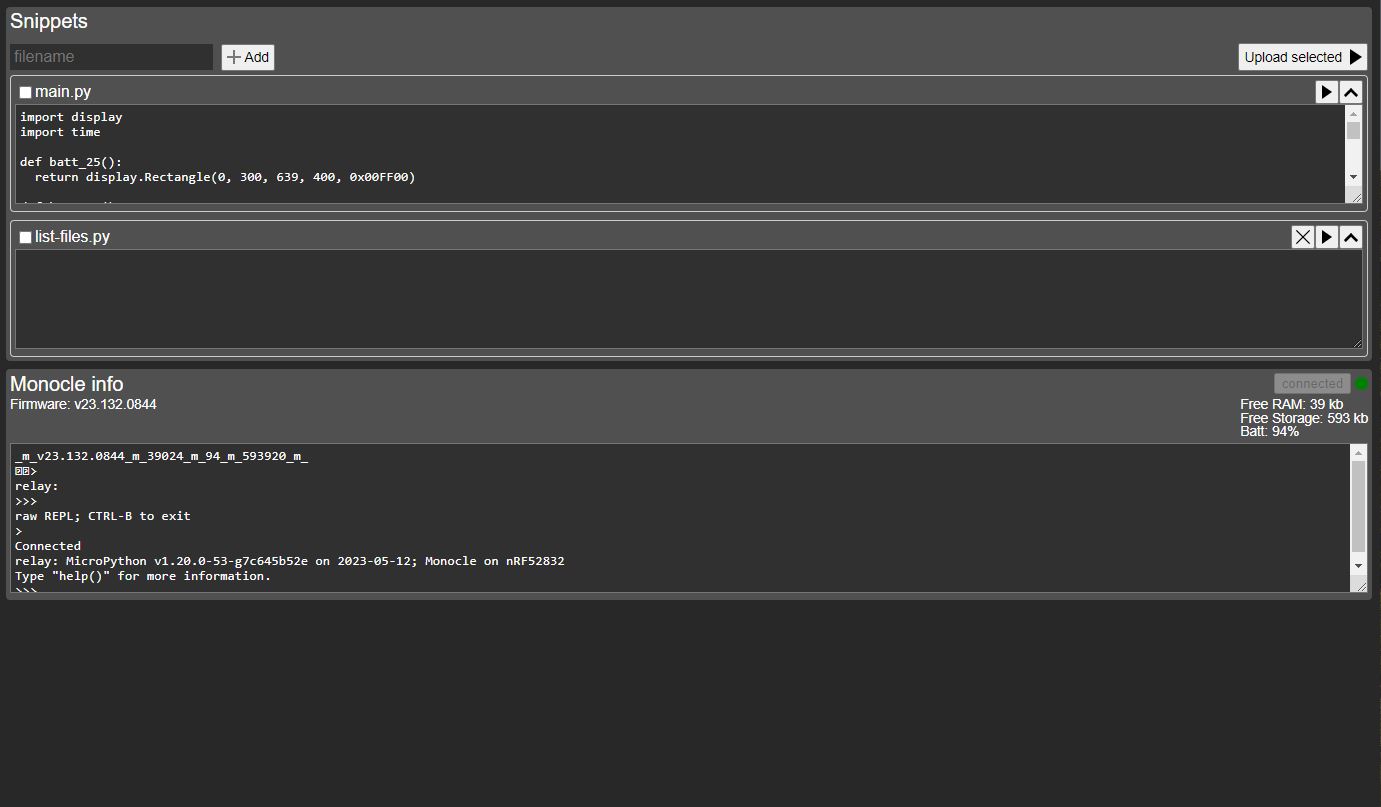 Snippets
filename
Add
Upload selected
main.py
import display
import time
def batt_25():
return display.Rectangle(0, 300, 639, 400, 0x00FF00)
list-files.py
Monocle info
connected
Firmware: v23.132.0844
Free RAM: 39 kb
Free Storage: 593 kb
Batt: 94%
_m_v23.132.0844_m_39024_m_94_m_593920_m_
>
relay:
>>>
raw REPL; CTRL-B to exit
>
Connected
relay: MicroPython v1.20.0-53-g7c645b52e on 2023-05-12; Monocle on nRF52832
Type "help()" for more information.
>>>